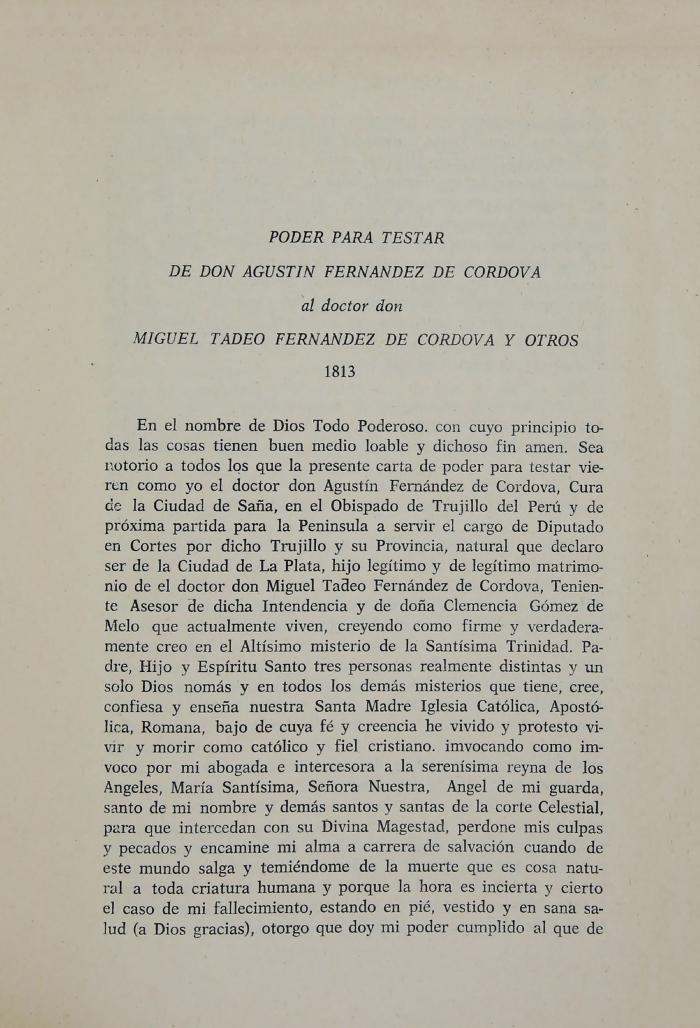 PODER PARA TESTAR
DE DON AGUSTIN FERNANDEZ DE CORDOVA
al doctor don
MIGUEL TADEO FERNANDEZ DE CORDOVA Y OTROS
1813
En el nombre de Dios Todo Poderoso. con cuyo principio to-
das las cosas tienen buen medio loable y dichoso fin amen. Sea
notorio a todos los que la presente carta de poder para testar vie-
ren como yo el doctor don Agustín Fernández de Cordova, Cura
de la Ciudad de Saña, en el Obispado de Trujillo del Perú y de
próxima partida para la Peninsula a servir el cargo de Diputado
en Cortes por dicho Trujillo y su Provincia, natural que declaro
ser de la Ciudad de La Plata, hijo legítimo y de legítimo matrimo-
nio de el doctor don Miguel Tadeo Fernández de Cordova, Tenien-
te Asesor de dicha Intendencia y de doña Clemencia Gómez de
Melo que actualmente viven, creyendo como firme y verdadera-
mente creo en el Altísimo misterio de la Santísima Trinidad. Pa-
dre, Hijo y Espíritu Santo tres personas realmente distintas y un
solo Dios nomás y en todos los demás misterios que tiene, cree,
confiesa y enseña nuestra Santa Madre Iglesia Católica, Apostó-
lica, Romana, bajo de cuya fé y creencia he vivido y protesto vi-
vir y morir como católico y fiel cristiano. imvocando como im-
voco por mi abogada e intercesora a la serenísima reyna de los
Angeles, María Santísima, Señora Nuestra, Angel de mi guarda,
santo de mi nombre y demás santos y santas de la corte Celestial,
para que intercedan con su Divina Magestad, perdone mis culpas
y pecados y encamine mi alma a carrera de salvación cuando de
este mundo salga y temiéndome de la muerte que es cosa natu-
ral a toda criatura humana y porque la hora es incierta y cierto
el caso de mi fallecimiento, estando en pié, vestido y en sana sa-
lud (a Dios gracias), otorgo que doy mi poder cumplido al que de